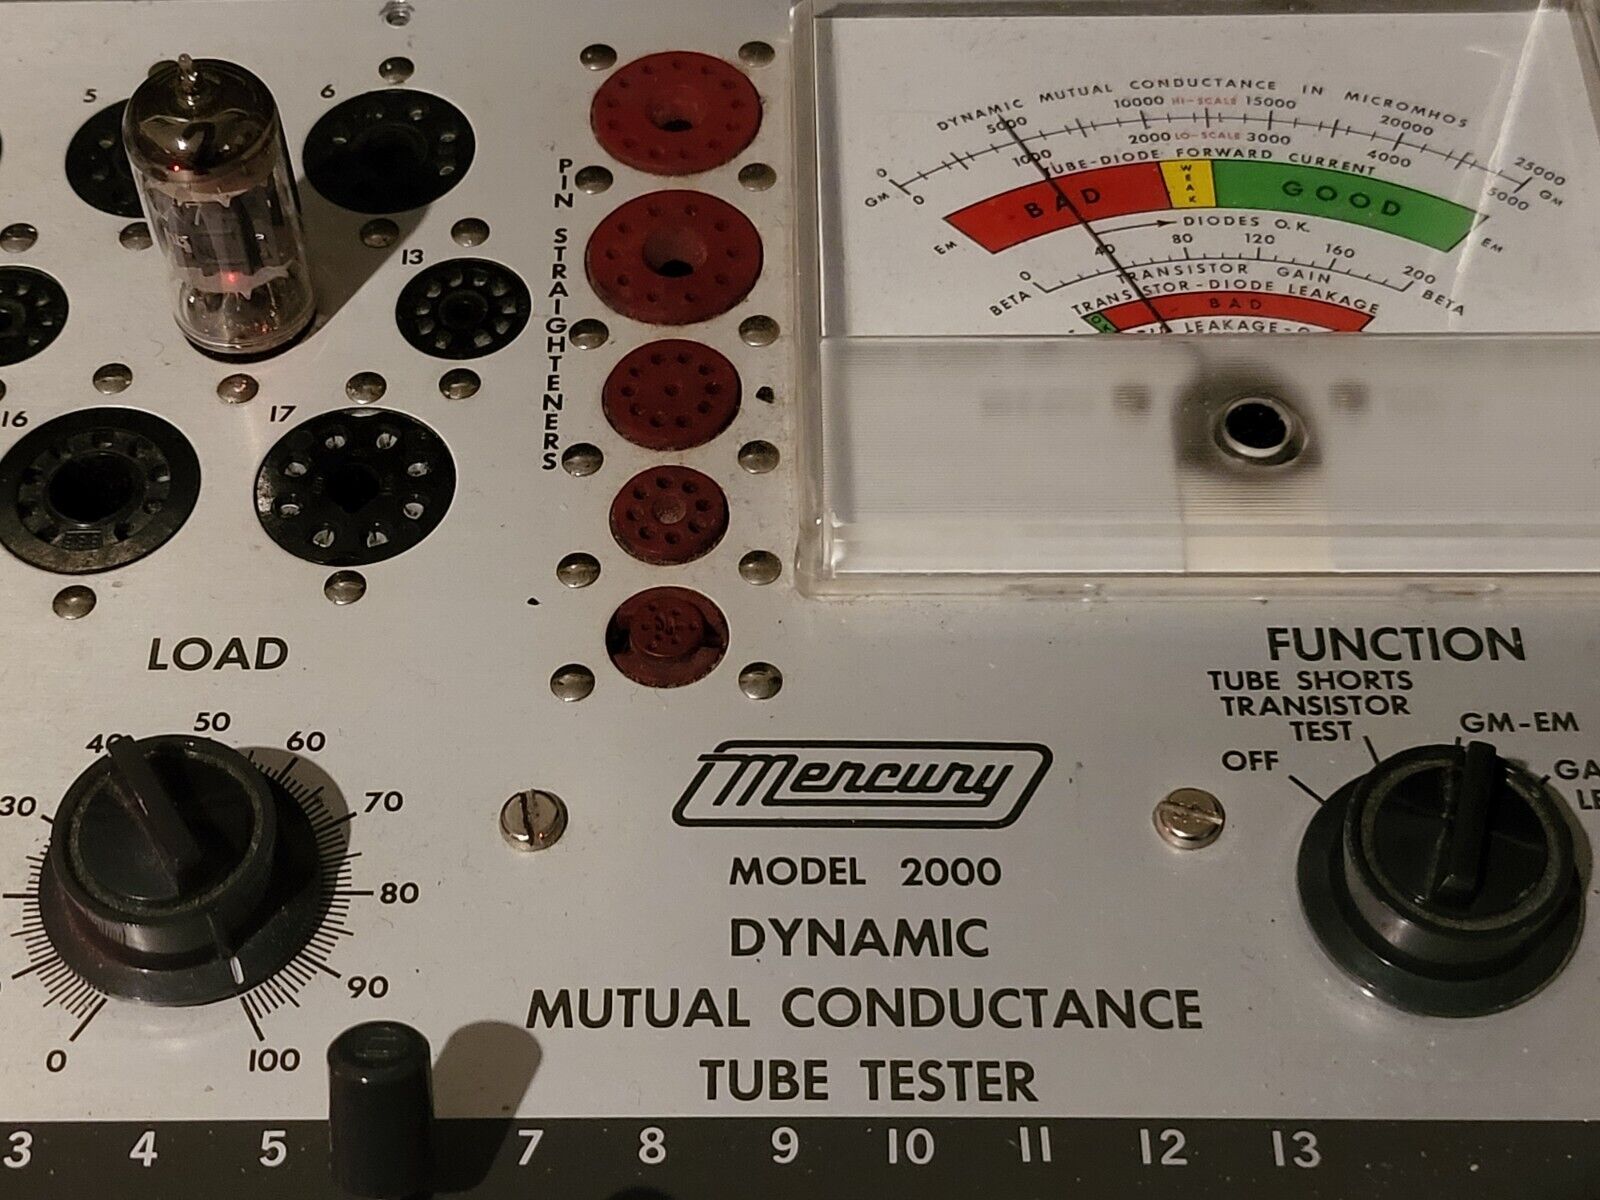 5
6
13
16
17
PIN STRAIGHTENERS
DYNAMIC MUTUAL CONDUCTANCE IN MICROMHOS
GM 0 5000 10000 HI-SCALE 15000 20000 25000 GM
0 1000 2000 LO-SCALE 3000 4000 5000
TUBE-DIODE FORWARD CURRENT
EM BAD WEAK GOOD EM
DIODES O.K.
BETA 0 40 80 120 160 200 BETA
TRANSISTOR GAIN
TRANSISTOR-DIODE LEAKAGE
OK BAD
LEAKAGE-
LOAD
0 30 40 50 60 70 80 90 100
FUNCTION
OFF
TUBE SHORTS
TRANSISTOR
TEST
GM-EM
GA
LE
Mercury
MODEL 2000
DYNAMIC
MUTUAL CONDUCTANCE
TUBE TESTER
3 4 5 7 8 9 10 11 12 13